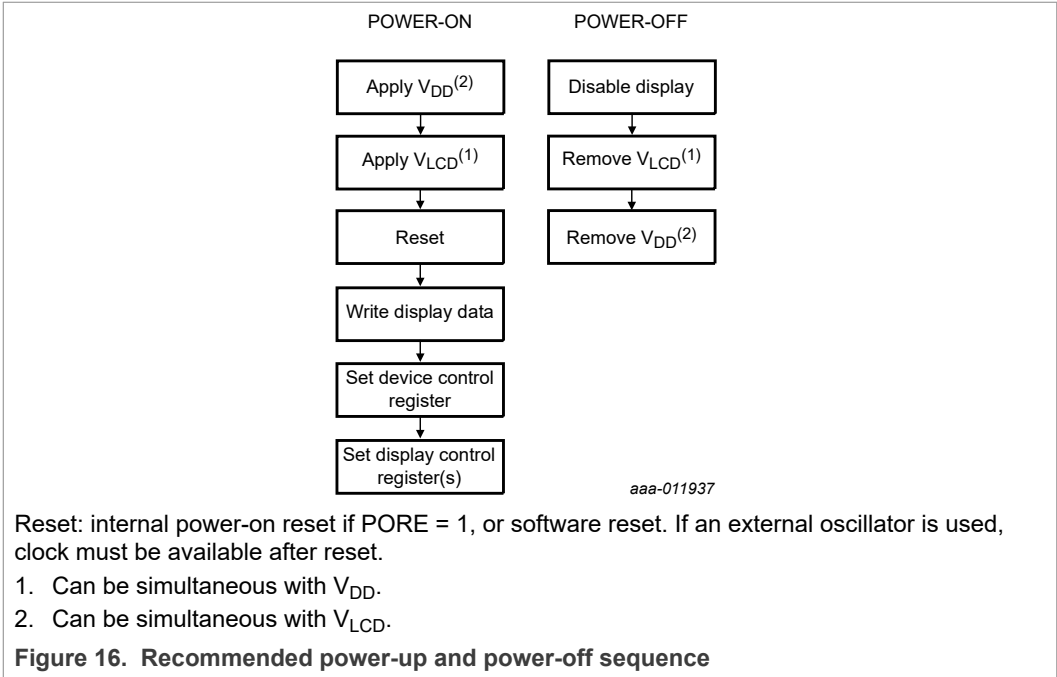 POWER-ON
Apply VDD(2)
Apply VLCD(1)
Reset
Write display data
Set device control
register
Set display control
register(s)
POWER-OFF
Disable display
Remove VLCD(1)
Remove VDD(2)
aaa-011937
Reset: internal power-on reset if PORE = 1, or software reset. If an external oscillator is used,
clock must be available after reset.
1. Can be simultaneous with VDD.
2. Can be simultaneous with VLCD.
Figure 16. Recommended power-up and power-off sequence